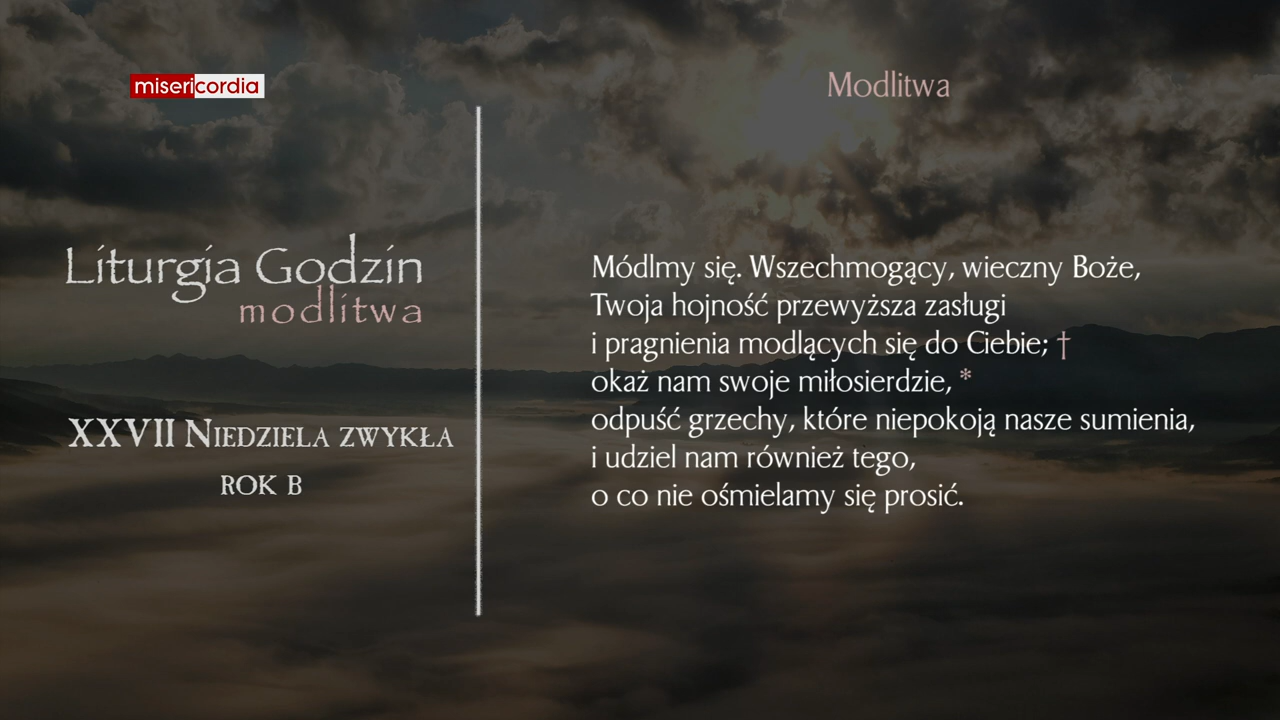 misericordia
Liturgia Godzin
modlitwa
XXVII Niedziela zwykła
rok B
Modlitwa
Módlmy się. Wszechmogący, wieczny Boże,
Twoja hojność przewyższa zasługi
i pragnienia modlących się do Ciebie; †
okaż nam swoje miłosierdzie, *
odpuść grzechy, które niepokoją nasze sumienia,
i udziel nam również tego,
o co nie ośmielamy się prosić.